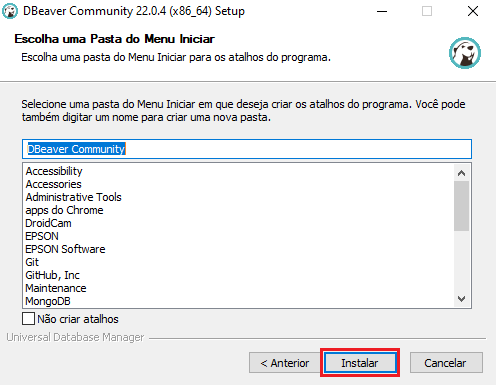 DBeaver Community 22.0.4 (x86_64) Setup
Escolha uma Pasta do Menu Iniciar
Escolha uma pasta do Menu Iniciar para os atalhos do programa.
Selecione uma pasta do Menu Iniciar em que deseja criar os atalhos do programa. Você pode
também digitar um nome para criar uma nova pasta.
DBeaver Community
Accessibility
Accessories
Administrative Tools
apps do Chrome
DroidCam
EPSON
EPSON Software
Git
GitHub, Inc
Maintenance
MongoDB
Não criar atalhos
Universal Database Manager
< Anterior
Instalar
Cancelar